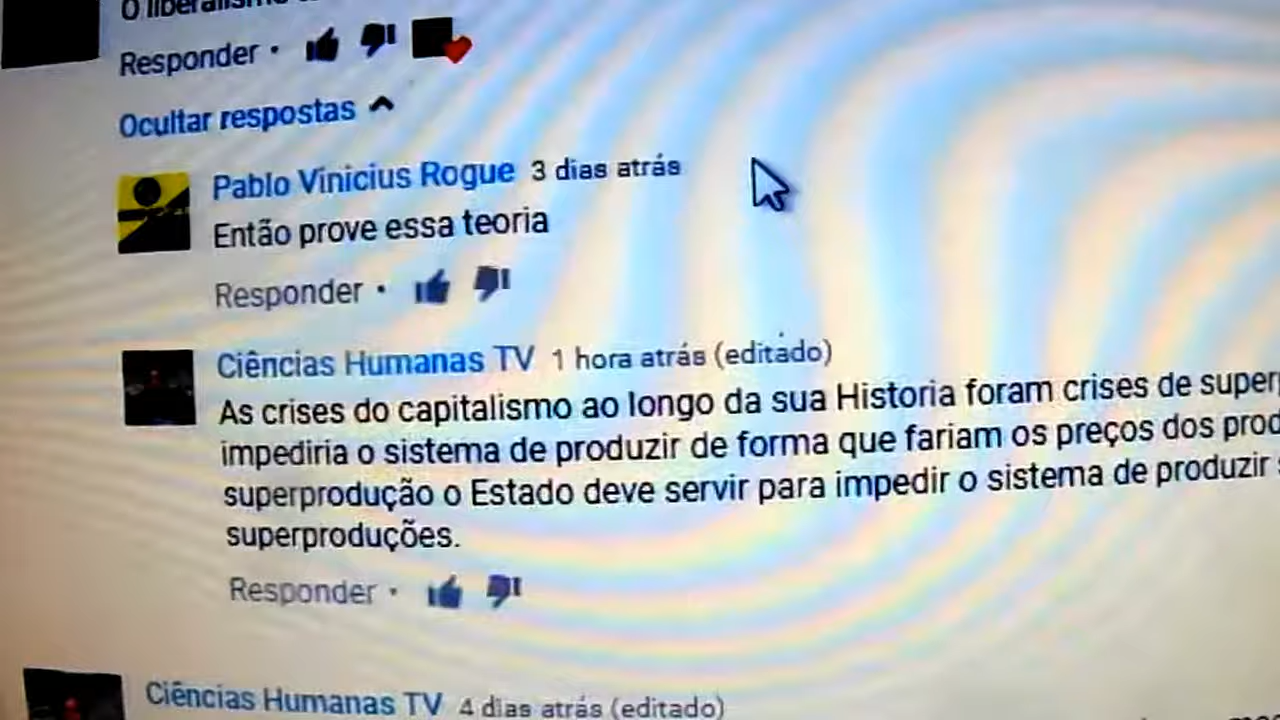 O liberalismo
Responder •
Ocultar respostas
Pablo Vinicius Rogue 3 dias atrás
Então prove essa teoria
Responder •
Ciências Humanas TV 1 hora atrás (editado)
As crises do capitalismo ao longo da sua Historia foram crises de
impediria o sistema de produzir de forma que fariam os preços dos
superprodução o Estado deve servir para impedir o sistema de produzir
superproduções.
Responder •
Ciências Humanas TV 4 dias atrás (editado)